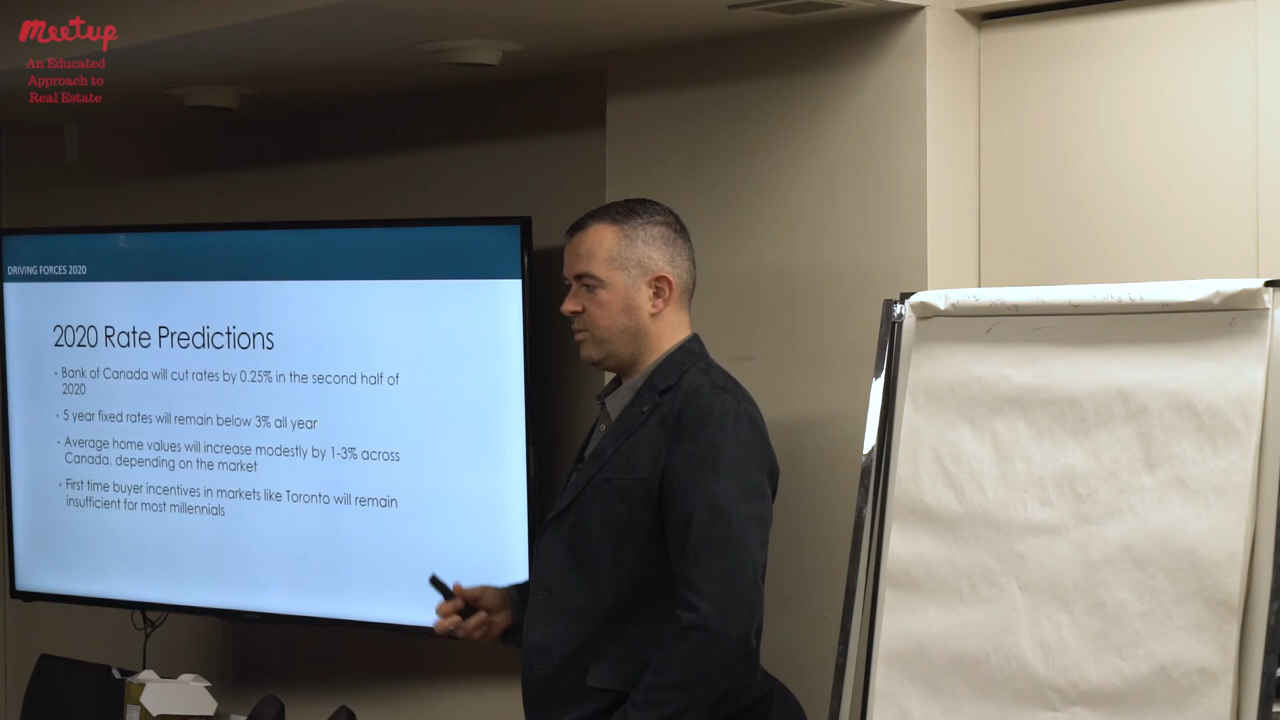 Meetup
An Educated
Approach to
Real Estate
DRIVING FORCES 2020
2020 Rate Predictions
• Bank of Canada will cut rates by 0.25% in the second half of
2020
• 5 year fixed rates will remain below 3% all year
• Average home values will increase modestly by 1-3% across
Canada, depending on the market
• First time buyer incentives in markets like Toronto will remain
insufficient for most millennials